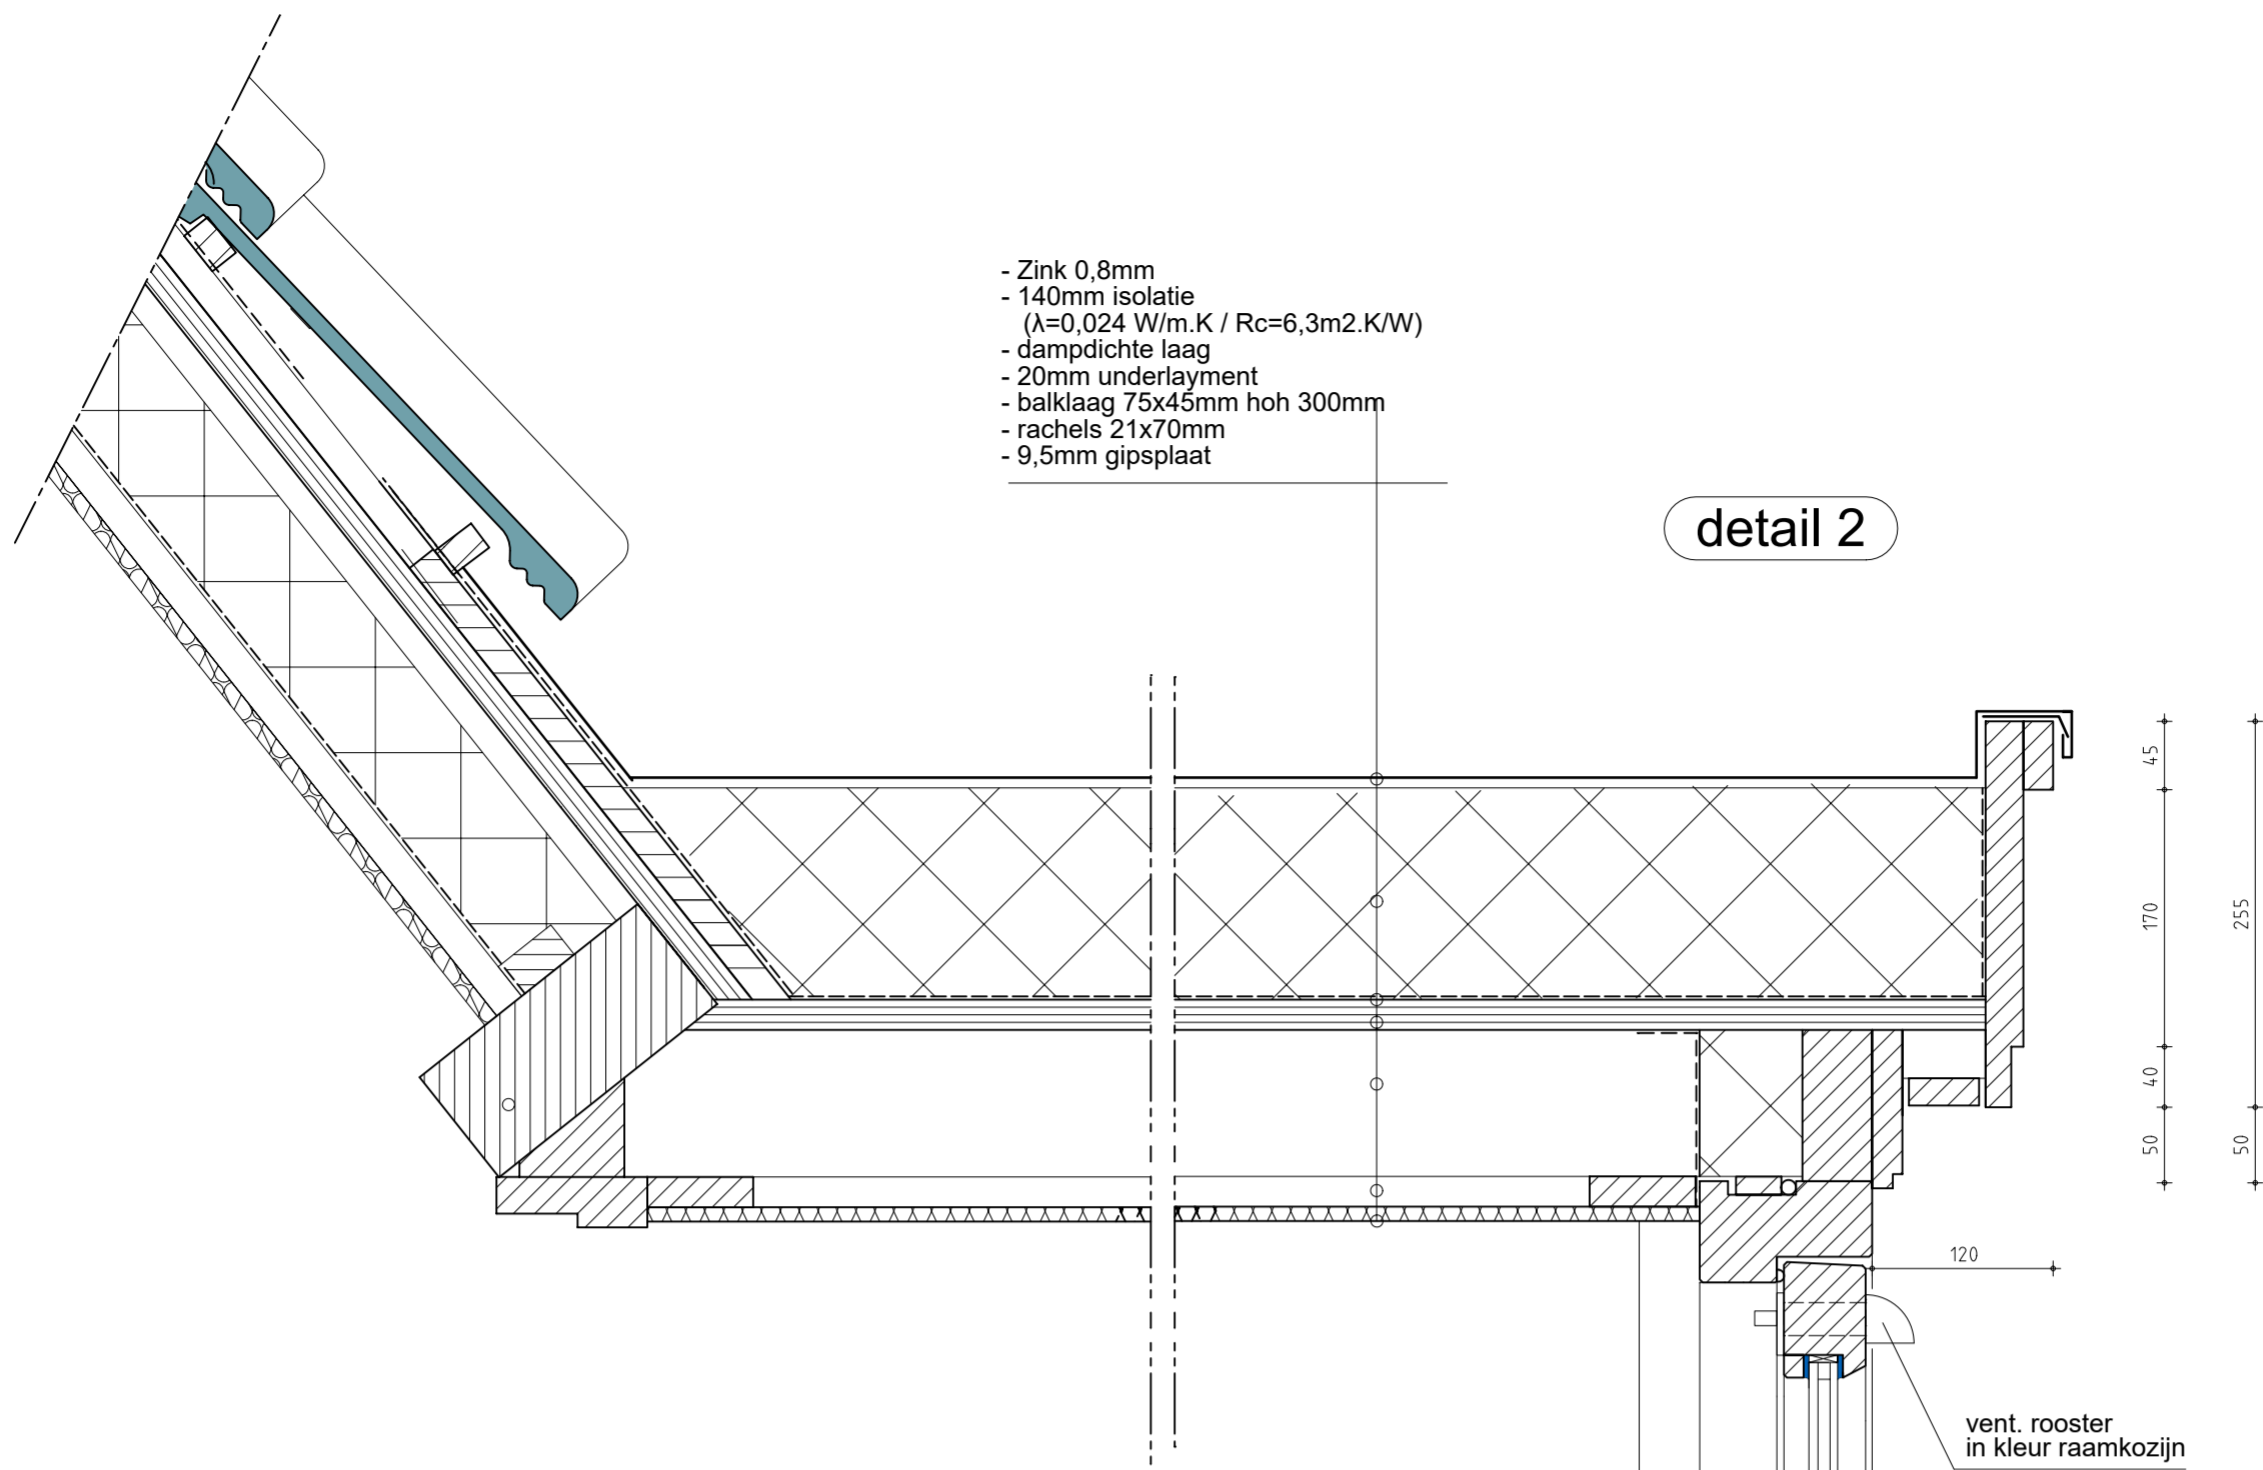 - Zink 0,8mm
- 140mm isolatie
(λ=0,024 W/m.K / Rc=6,3m2.K/W)
- dampdichte laag
- 20mm underlayment
- balklaag 75x45mm hoh 300mm
- rachels 21x70mm
- 9,5mm gipsplaat
detail 2
45
170
255
40
50
50
120
vent. rooster
in kleur raamkozijn